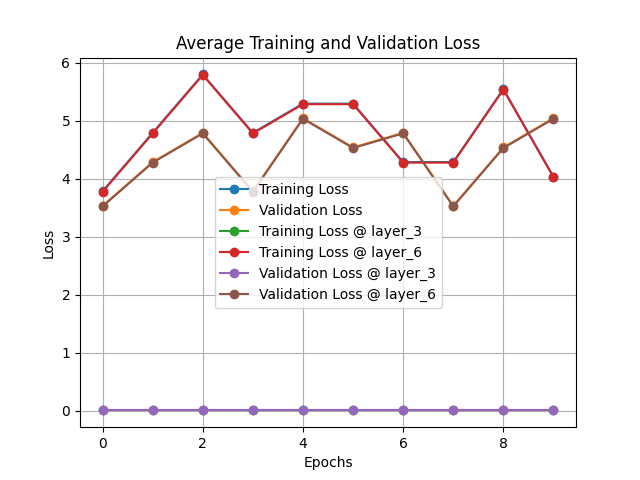 Average Training and Validation Loss
6
5
4
3
2
1
0
Loss
Training Loss
Validation Loss
Training Loss @ layer_3
Training Loss @ layer_6
Validation Loss @ layer_3
Validation Loss @ layer_6
0 2 4 6 8
Epochs